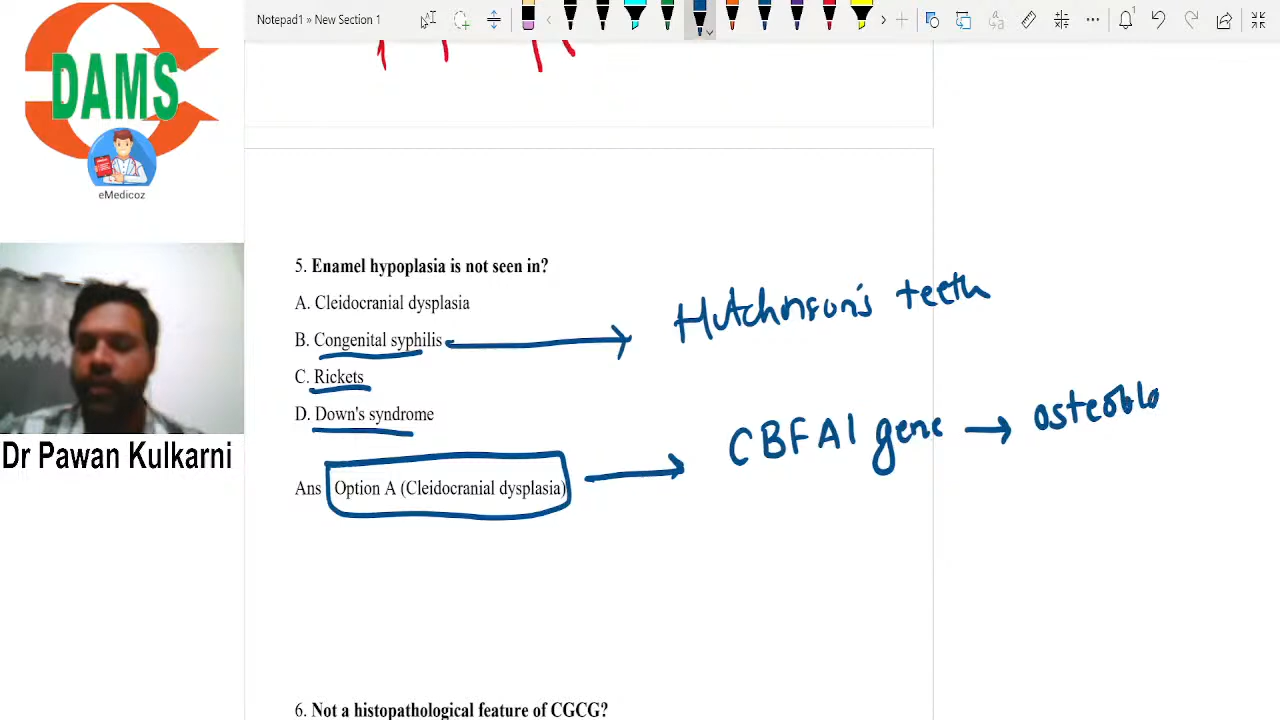 Notepad1 » New Section 1
DAMS
eMedicoz
5. Enamel hypoplasia is not seen in?
A. Cleidocranial dysplasia
Hutchinson's teeth
B. Congenital syphilis
C. Rickets
D. Down's syndrome
CBFA1 gene → osteoblo
Dr Pawan Kulkarni
Ans Option A (Cleidocranial dysplasia)
6. Not a histopathological feature of CGCG?